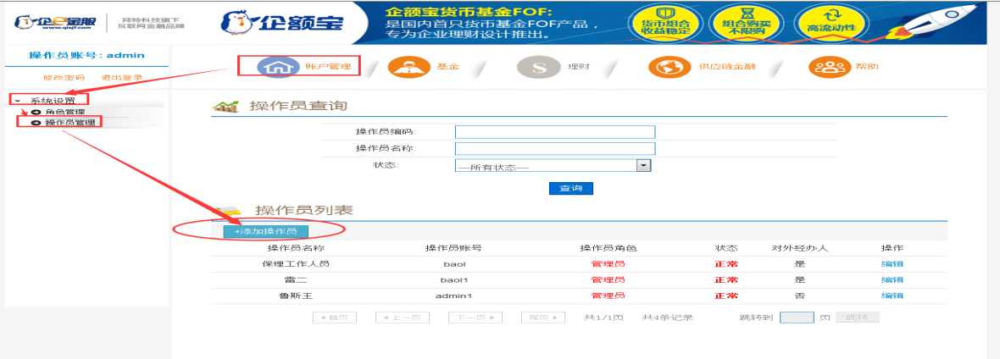 企e金服
www.qiejf.com
拜特科技旗下
互联网金融品牌
企额宝
企额宝货币基金FOF:
是国内首只货币基金FOF产品，
专为企业理财设计推出。
货币组合
收益稳定
组合购买
不限购
高流动性
操作员账号: admin
修改密码 退出登录
账户管理
基金
S
理财
供应链金融
帮助
系统设置
角色管理
操作员管理
操作员查询
操作员编码:
操作员名称:
状态: ---所有状态---
查询
操作员列表
+添加操作员
操作员名称 操作员账号 操作员角色 状态 对外经办人 操作
保理工作人员 baol 管理员 正常 是 编辑
雷二 baol1 管理员 正常 是 编辑
鲁斯王 admin1 管理员 正常 否 编辑
首页 上一页 下一页 尾页 共1/1页 共4条记录 跳转到 页 跳转